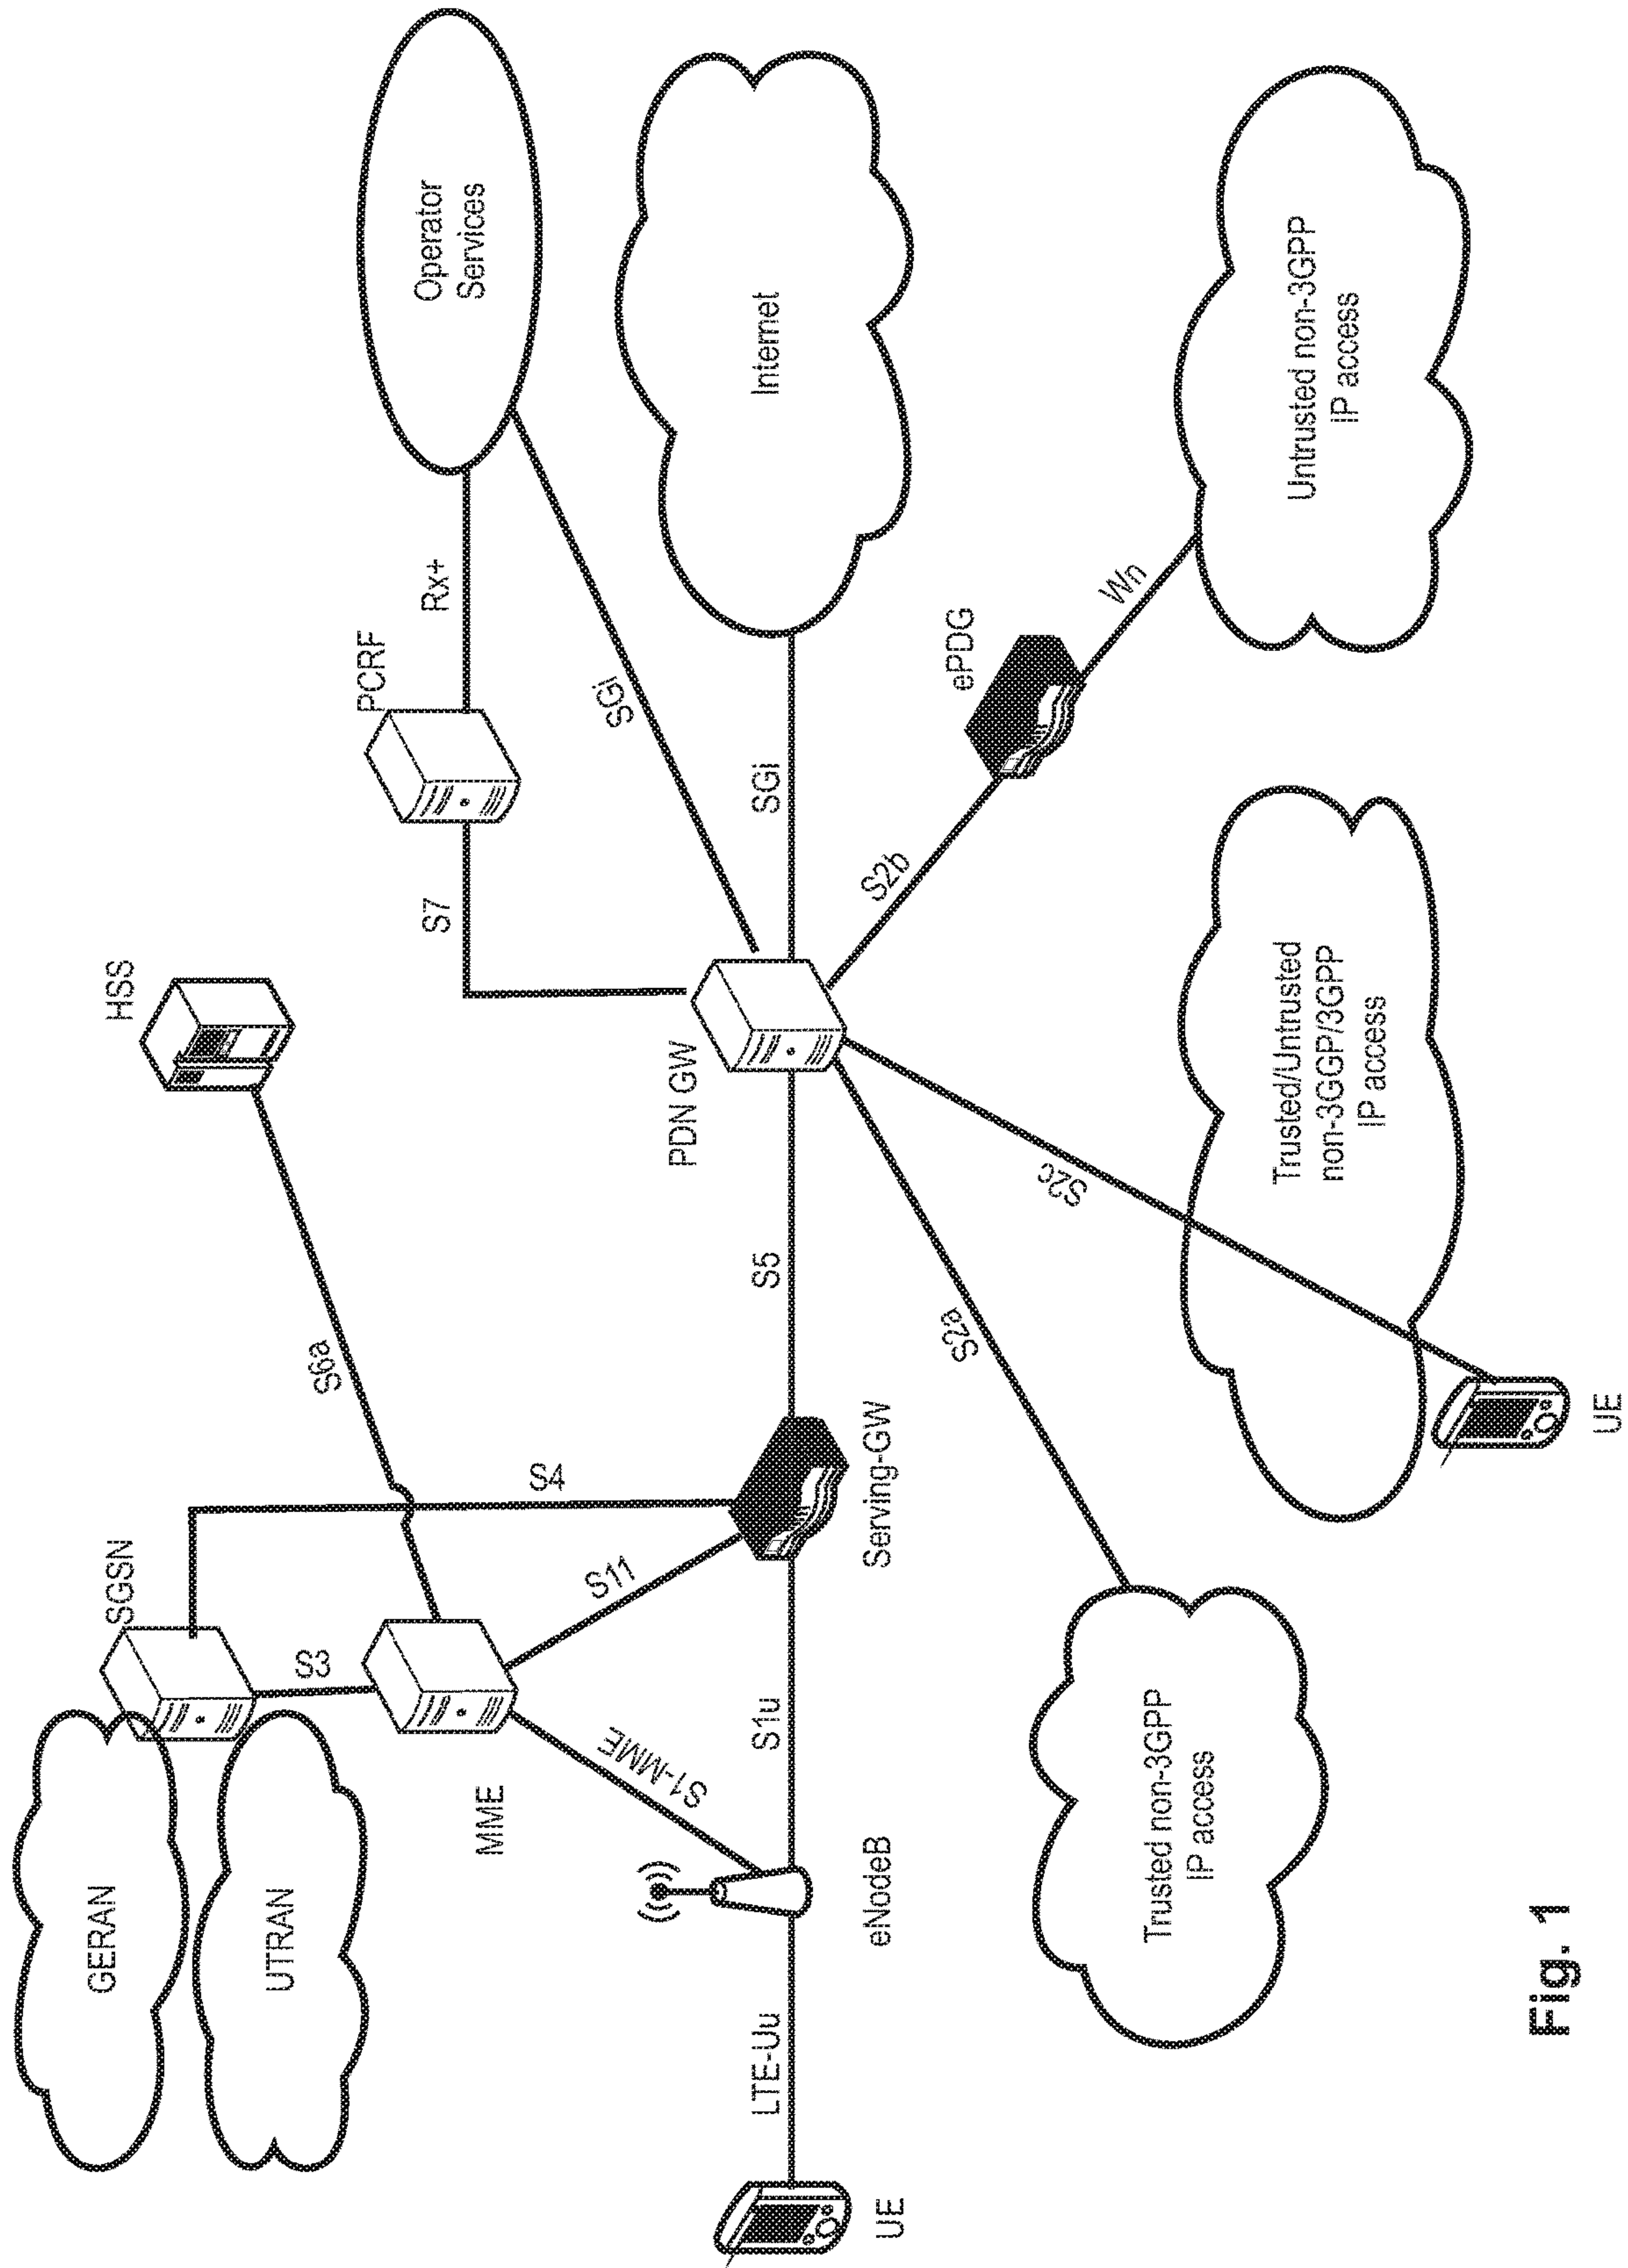 GERAN
UTRAN
SGSN
HSS
S3
S6a
S4
MME
S11
S1-MME
PCRF
S7
Rx+
Operator
Services
SGi
UE
LTE-Uu
eNodeB
S1u
Serving-GW
S5
PDN GW
SGi
Internet
S2a
S2c
S2b
ePDG
Wn
Trusted non-3GPP
IP access
UE
Trusted/Untrusted
non-3GGP/3GPP
IP access
Untrusted non-3GPP
IP access
Fig. 1